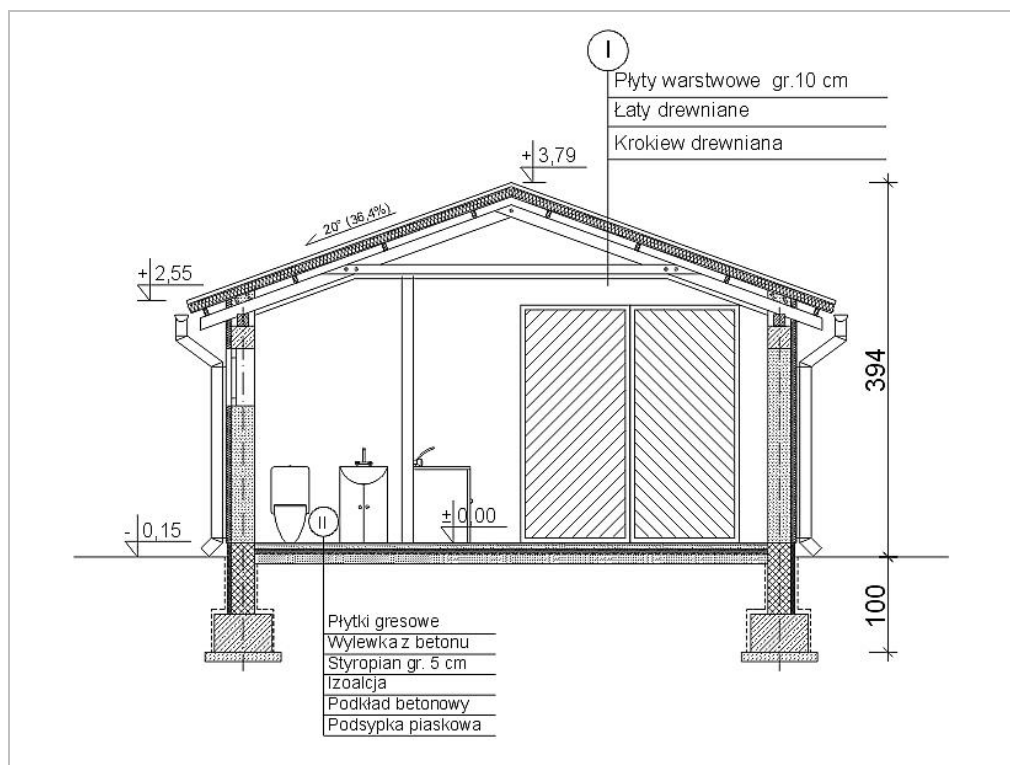 I
Płyty warstwowe gr.10 cm
Łaty drewniane
Krokiew drewniana
+ 3,79
20° (36,4%)
+ 2,55
394
± 0,00
II
- 0,15
100
Płytki gresowe
Wylewka z betonu
Styropian gr. 5 cm
Izoalcja
Podkład betonowy
Podsypka piaskowa